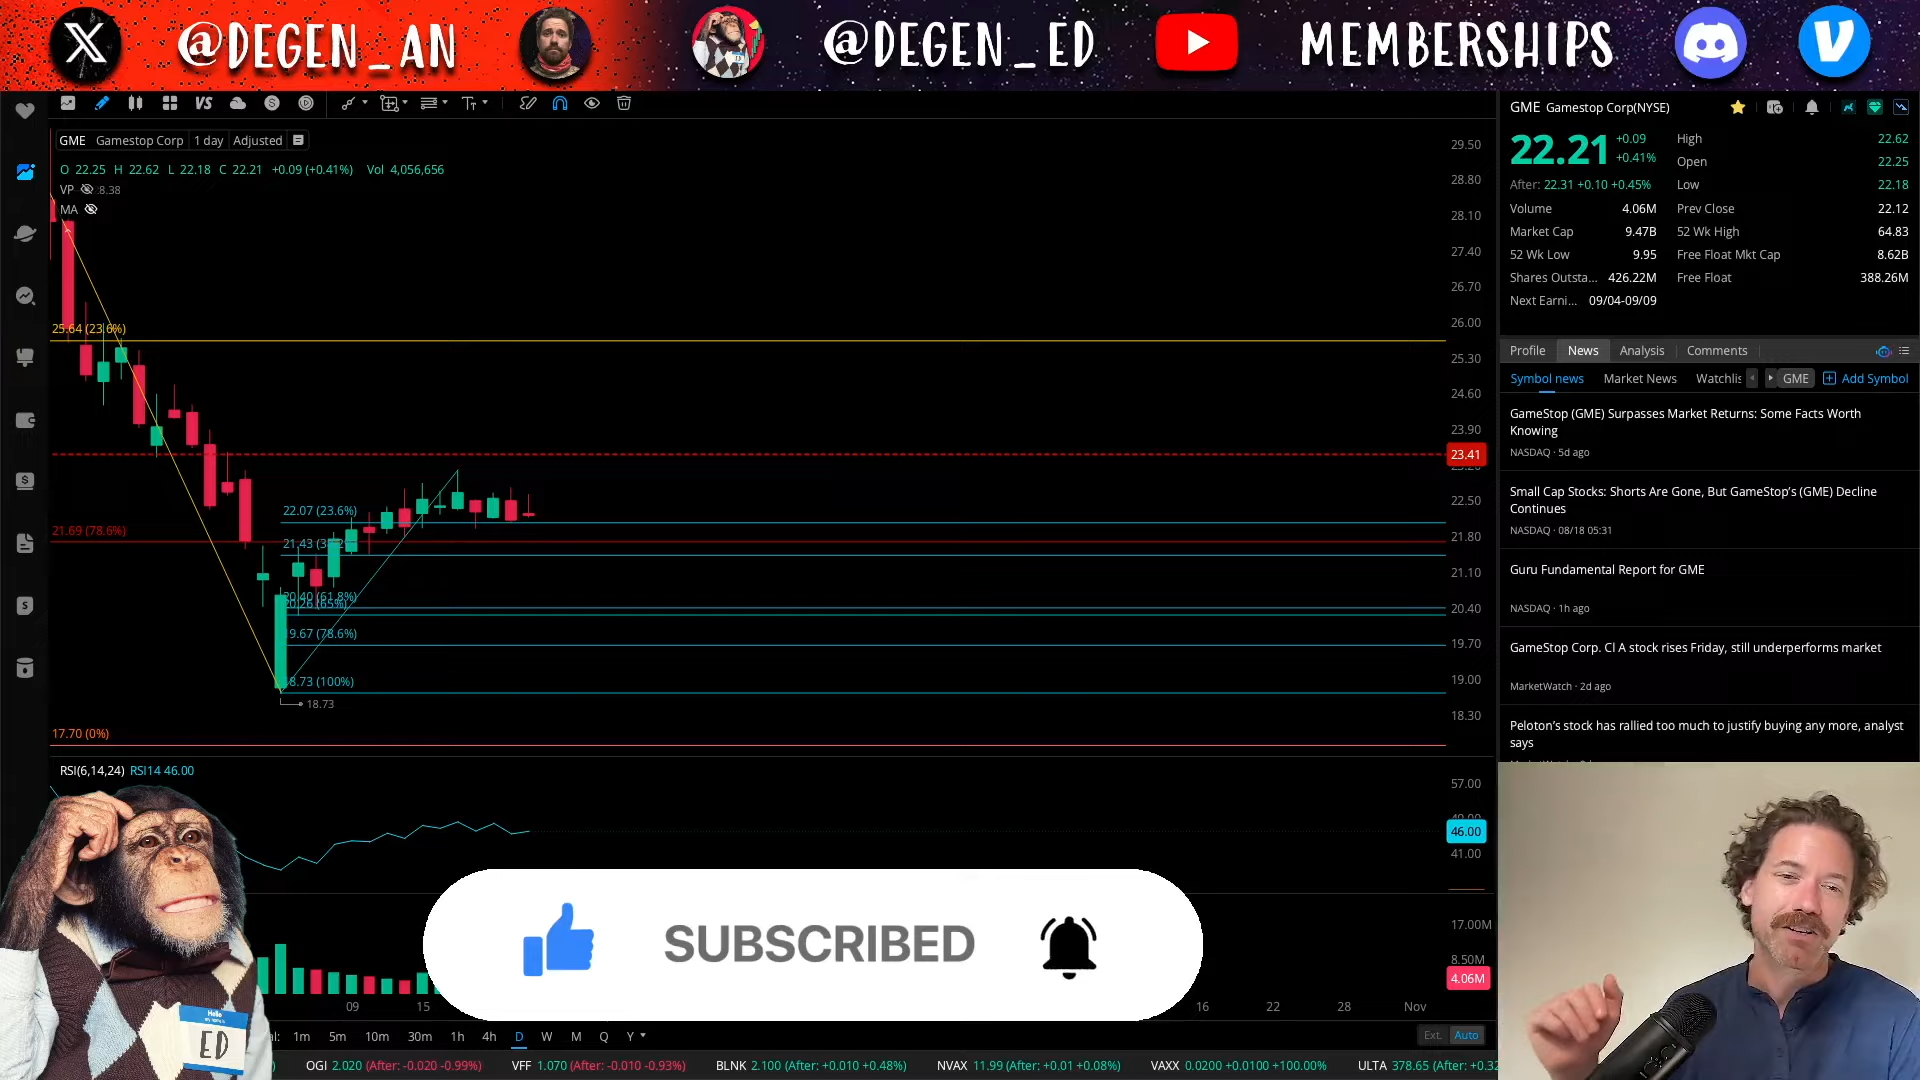 @DEGEN_AN
@DEGEN_ED
MEMBERSHIPS
VS
GME Gamestop Corp 1 day Adjusted
O 22.25 H 22.62 L 22.18 C 22.21 +0.09 (+0.41%) Vol 4,056,656
VP
MA
25.64 (23.6%)
22.07 (23.6%)
21.69 (78.6%)
20.40 (61.8%)
20.26 (65%)
19.67 (78.6%)
8.73 (100%)
18.73
17.70 (0%)
29.50
28.80
28.10
27.40
26.70
26.00
25.30
24.60
23.90
23.41
22.50
21.80
21.10
20.40
19.70
19.00
18.30
RSI(6,14,24) RSI14 46.00
57.00
46.00
41.00
17.00M
8.50M
4.06M
SUBSCRIBED
Hello
ED
09 15 16 22 28 Nov
1m 5m 10m 30m 1h 4h D W M Q Y
Ext. Auto
OGI 2.020 (After: -0.020 -0.99%) VFF 1.070 (After: -0.010 -0.93%) BLNK 2.100 (After: +0.010 +0.48%) NVAX 11.99 (After: +0.01 +0.08%) VAXX 0.0200 +0.0100 +100.00% ULTA 378.65 (After: +0.32
GME Gamestop Corp(NYSE)
22.21 +0.09 +0.41%
After: 22.31 +0.10 +0.45%
High 22.62
Open 22.25
Low 22.18
Volume 4.06M Prev Close 22.12
Market Cap 9.47B 52 Wk High 64.83
52 Wk Low 9.95 Free Float Mkt Cap 8.62B
Shares Outsta... 426.22M Free Float 388.26M
Next Earni... 09/04-09/09
Profile News Analysis Comments
Symbol news Market News Watchlis GME Add Symbol
GameStop (GME) Surpasses Market Returns: Some Facts Worth
Knowing
NASDAQ · 5d ago
Small Cap Stocks: Shorts Are Gone, But GameStop's (GME) Decline
Continues
NASDAQ · 08/18 05:31
Guru Fundamental Report for GME
NASDAQ · 1h ago
GameStop Corp. Cl A stock rises Friday, still underperforms market
MarketWatch · 2d ago
Peloton's stock has rallied too much to justify buying any more, analyst
says